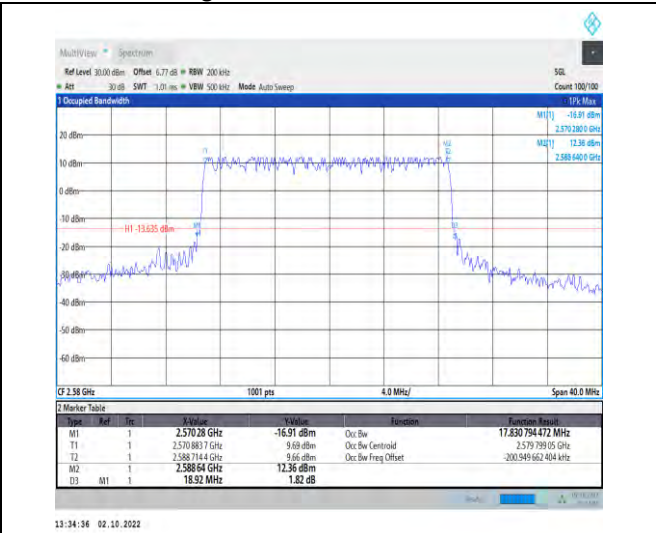 MultiView Spectrum
Ref Level 30.00 dBm Offset 6.77 dB RBW 200 kHz SGL
Att 30 dB SWT 1.01 ms VBW 500 kHz Mode Auto Sweep Count 100/100
1 Occupied Bandwidth 1Pk Max
M1[1] -16.91 dBm
2.570 280 0 GHz
M2[1] 12.36 dBm
2.588 640 0 GHz
20 dBm
M2
T1
10 dBm
0 dBm
-10 dBm
H1 -13.635 dBm
M1
D3
-20 dBm
-30 dBm
-40 dBm
-50 dBm
-60 dBm
CF 2.58 GHz 1001 pts 4.0 MHz/ Span 40.0 MHz
2 Marker Table
Type Ref Trc X-Value Y-Value Function Function Result
M1 1 2.570 28 GHz -16.91 dBm Occ Bw 17.830 794 472 MHz
T1 1 2.570 883 7 GHz 9.69 dBm Occ Bw Centroid 2.579 799 05 GHz
T2 1 2.588 714 4 GHz 9.66 dBm Occ Bw Freq Offset -200.949 662 404 kHz
M2 1 2.588 64 GHz 12.36 dBm
D3 M1 1 18.92 MHz 1.82 dB
Ready
13:34:36 02.10.2022